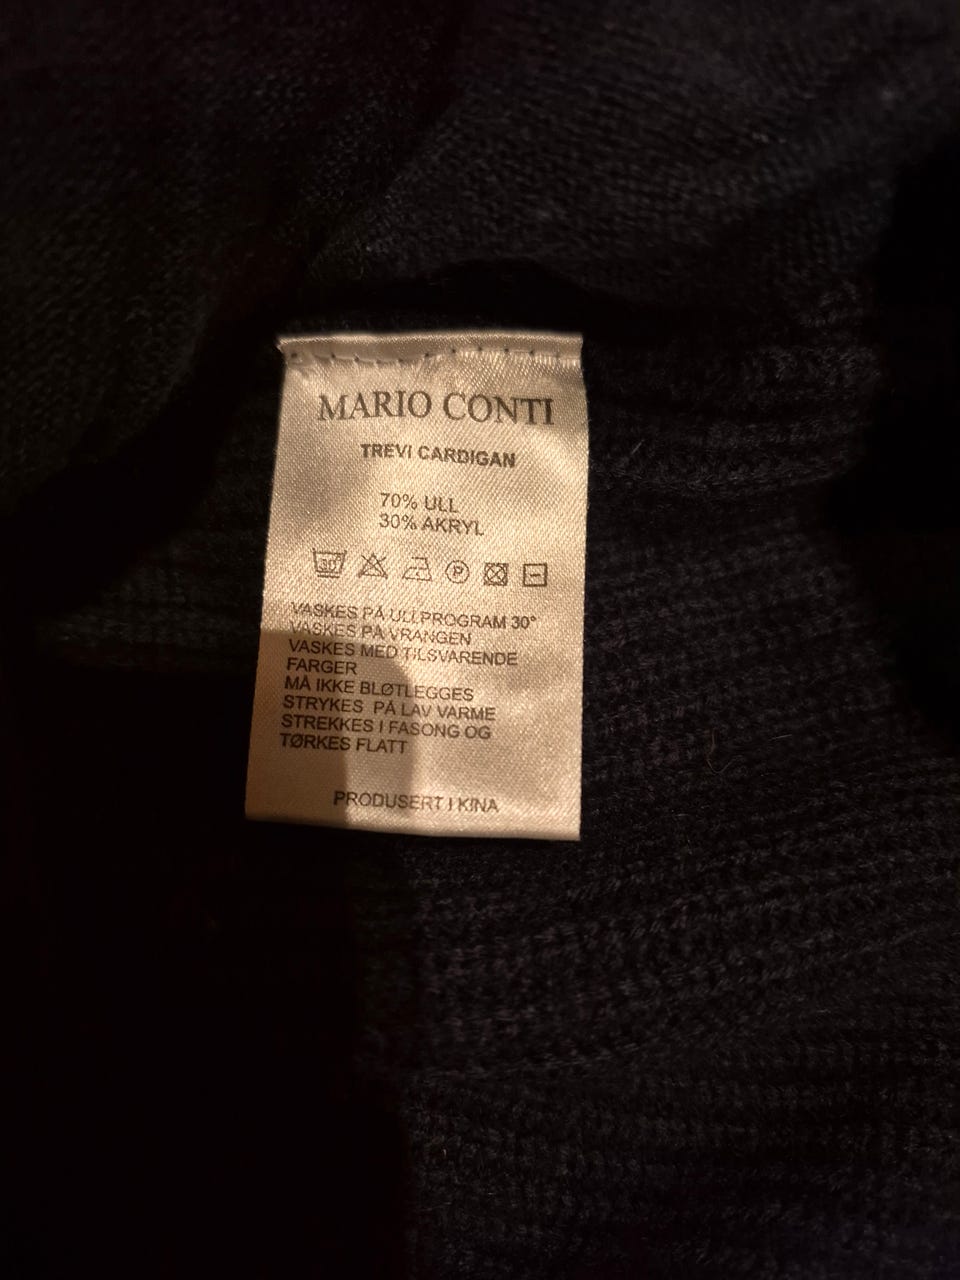 MARIO CONTI
TREVI CARDIGAN
70% ULL
30% AKRYL
30°
P
VASKES PÅ ULLPROGRAM 30°
VASKES PÅ VRANGEN
VASKES MED TILSVARENDE
FARGER
MÅ IKKE BLØTLEGGES
STRYKES PÅ LAV VARME
STREKKES I FASONG OG
TØRKES FLATT
PRODUSERT I KINA